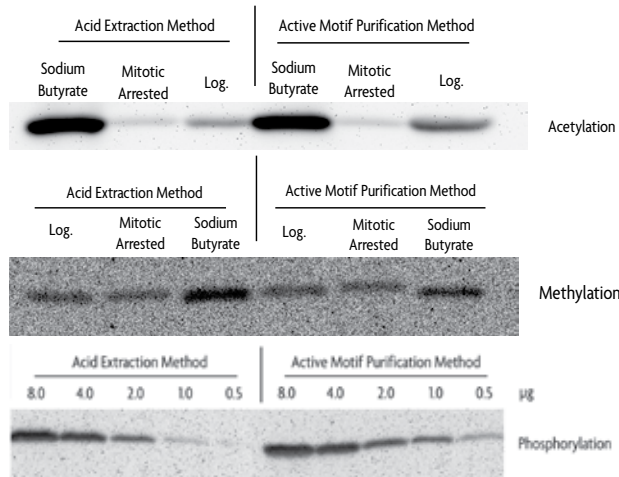 Acid Extraction Method Active Motif Purification Method
Sodium Butyrate Mitotic Arrested Log. Sodium Butyrate Mitotic Arrested Log.
Acetylation
Acid Extraction Method Active Motif Purification Method
Log. Mitotic Arrested Sodium Butyrate Log. Mitotic Arrested Sodium Butyrate
Methylation
Acid Extraction Method Active Motif Purification Method
8.0 4.0 2.0 1.0 0.5 8.0 4.0 2.0 1.0 0.5 µg
Phosphorylation